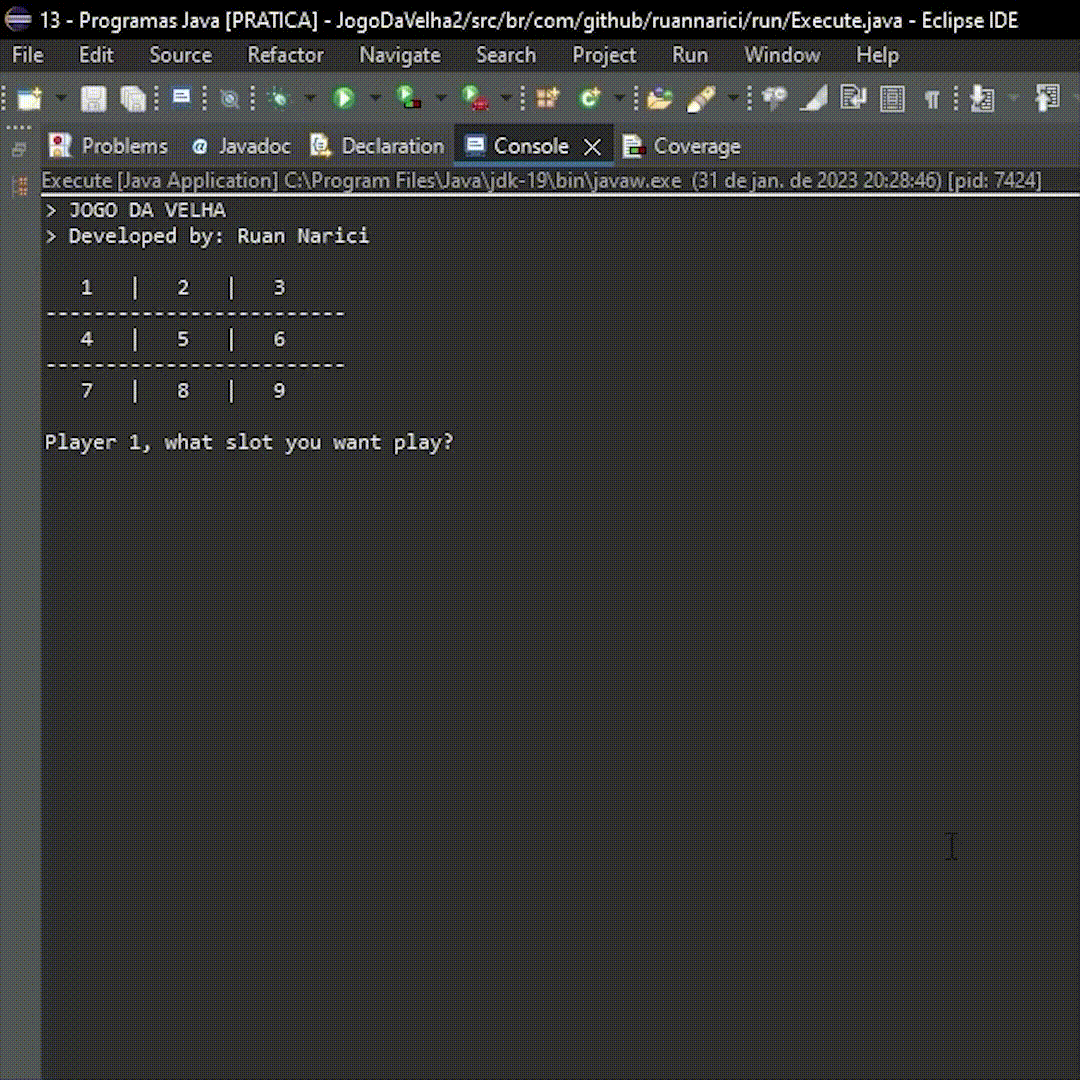 13 - Programas Java [PRATICA] - JogoDaVelha2/src/br/com/github/ruannarici/run/Execute.java - Eclipse IDE
File Edit Source Refactor Navigate Search Project Run Window Help
Problems @ Javadoc Declaration Console Coverage
Execute [Java Application] C:\Program Files\Java\jdk-19\bin\javaw.exe (31 de jan. de 2023 20:28:46) [pid: 7424]
> JOGO DA VELHA
> Developed by: Ruan Narici
1 | 2 | 3
-------------------------
4 | 5 | 6
-------------------------
7 | 8 | 9
Player 1, what slot you want play?